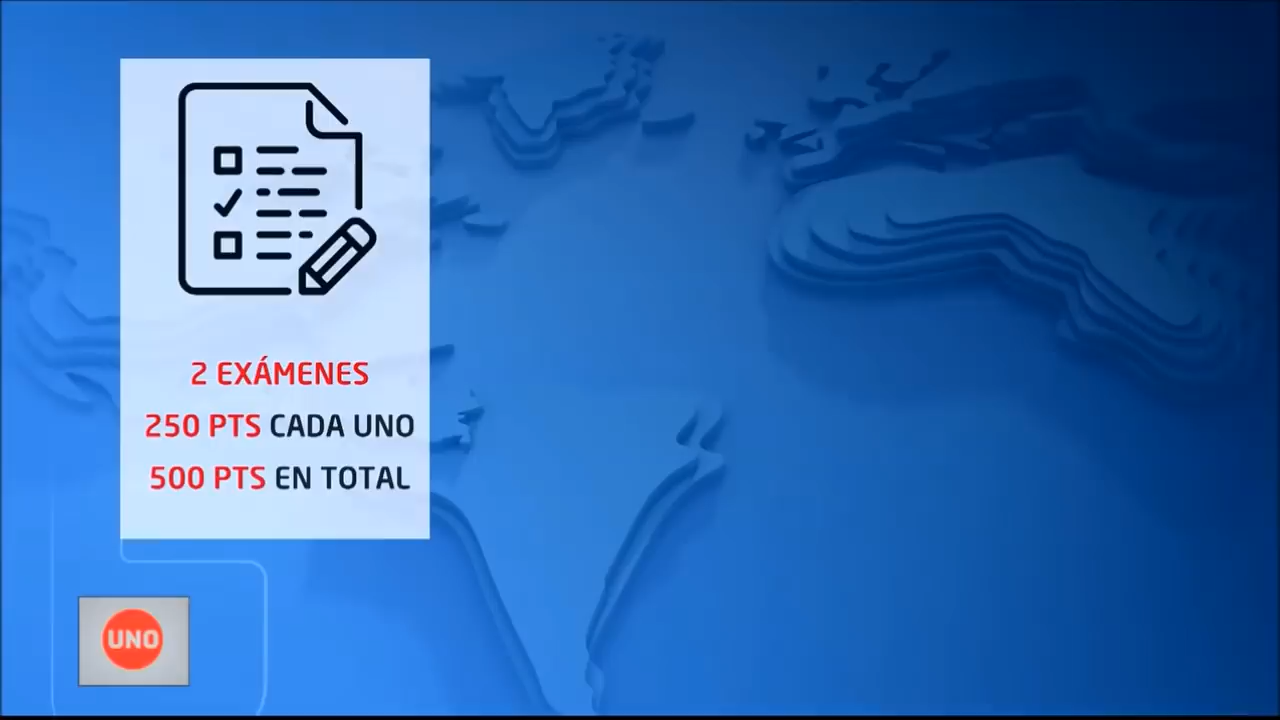 2 EXÁMENES
250 PTS CADA UNO
500 PTS EN TOTAL
UNO